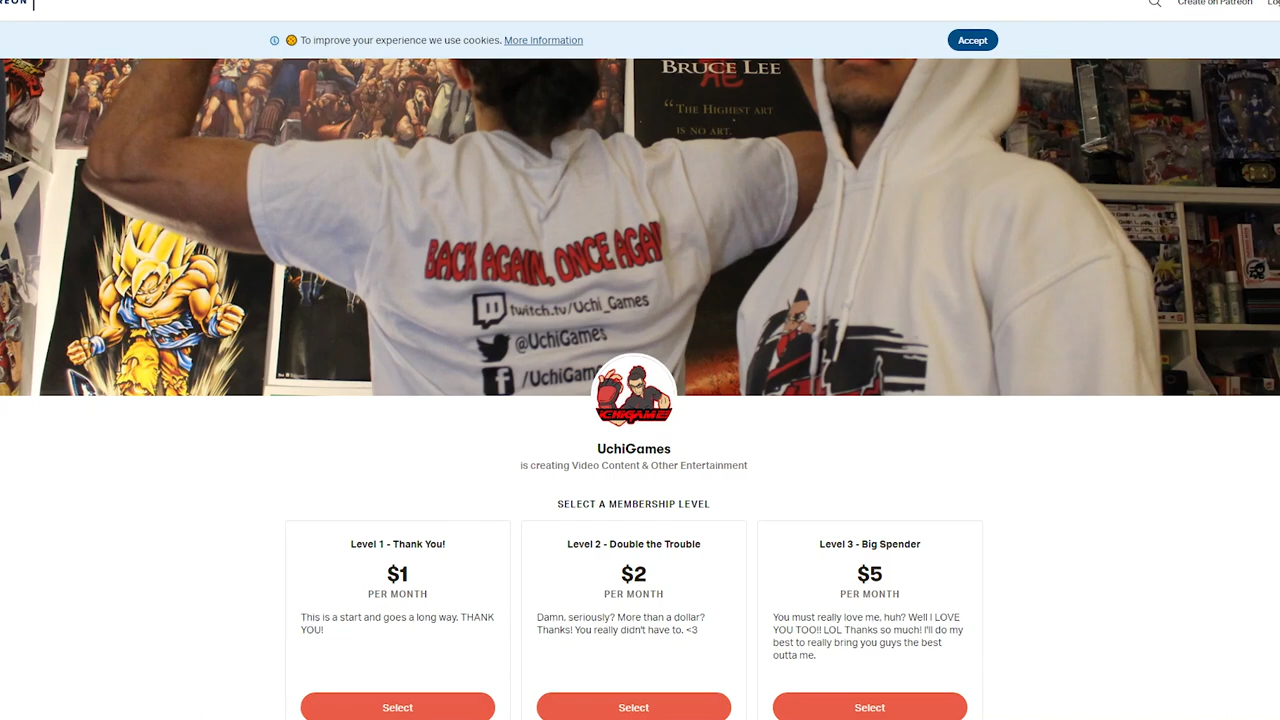 Create on Patreon
To improve your experience we use cookies. More Information
Accept
BRUCE LEE
"THE HIGHEST ART
IS NO ART.
BACK AGAIN, ONCE AGAI
twitch.tv/Uchi_Games
@UchiGames
/UchiGam
UCHIGAMES
UchiGames
is creating Video Content & Other Entertainment
SELECT A MEMBERSHIP LEVEL
Level 1 - Thank You!
$1
PER MONTH
This is a start and goes a long way. THANK
YOU!
Select
Level 2 - Double the Trouble
$2
PER MONTH
Damn, seriously? More than a dollar?
Thanks! You really didn't have to. <3
Select
Level 3 - Big Spender
$5
PER MONTH
You must really love me, huh? Well I LOVE
YOU TOO!! LOL Thanks so much! I'll do my
best to really bring you guys the best
outta me.
Select